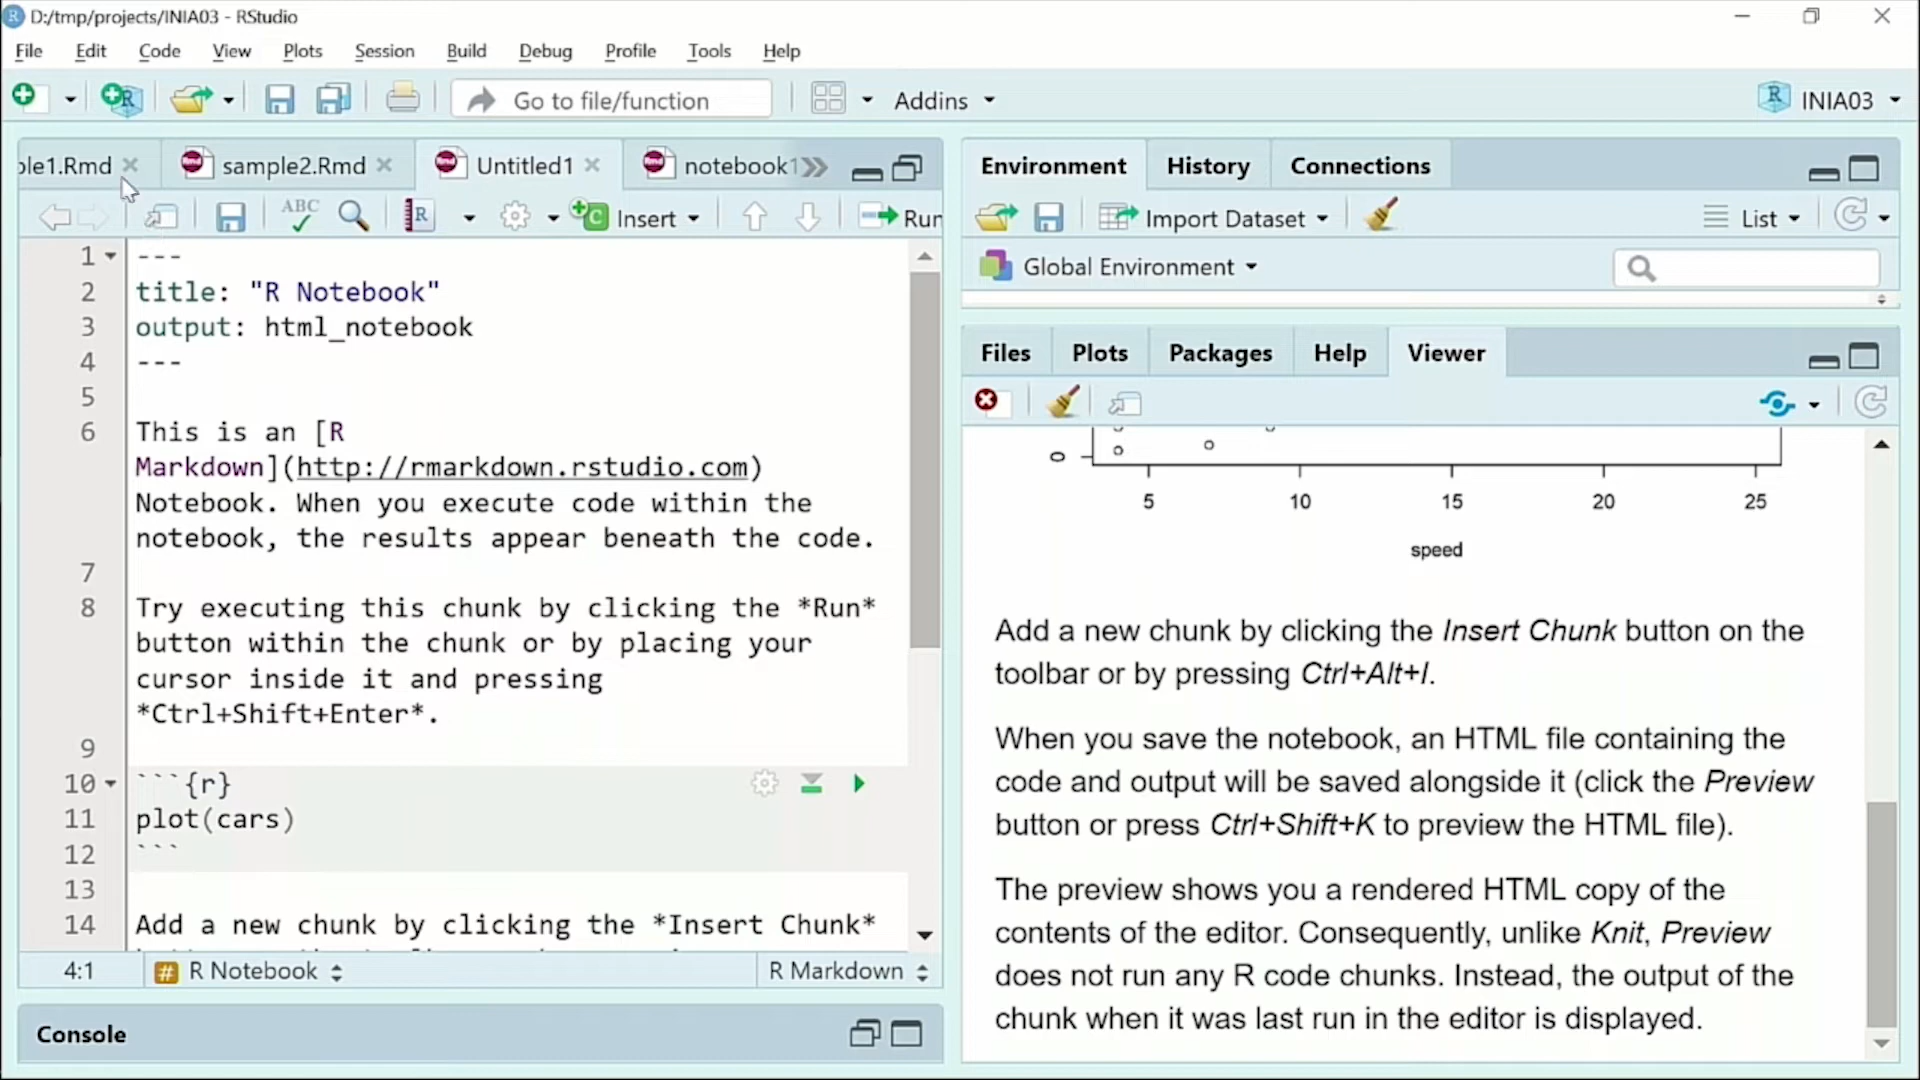 D:/tmp/projects/INIA03 - RStudio
File Edit Code View Plots Session Build Debug Profile Tools Help
Go to file/function Addins INIA03
ple1.Rmd sample2.Rmd Untitled1 notebook1
ABC Insert Run
1 ---
2 title: "R Notebook"
3 output: html_notebook
4 ---
5
6 This is an [R
Markdown](http://rmarkdown.rstudio.com)
Notebook. When you execute code within the
notebook, the results appear beneath the code.
7
8 Try executing this chunk by clicking the *Run*
button within the chunk or by placing your
cursor inside it and pressing
*Ctrl+Shift+Enter*.
9
10 ```{r}
11 plot(cars)
12 ```
13
14 Add a new chunk by clicking the *Insert Chunk*
4:1 R Notebook R Markdown
Console
Environment History Connections
Import Dataset List
Global Environment
Files Plots Packages Help Viewer
0
5 10 15 20 25
speed
Add a new chunk by clicking the Insert Chunk button on the
toolbar or by pressing Ctrl+Alt+I.
When you save the notebook, an HTML file containing the
code and output will be saved alongside it (click the Preview
button or press Ctrl+Shift+K to preview the HTML file).
The preview shows you a rendered HTML copy of the
contents of the editor. Consequently, unlike Knit, Preview
does not run any R code chunks. Instead, the output of the
chunk when it was last run in the editor is displayed.